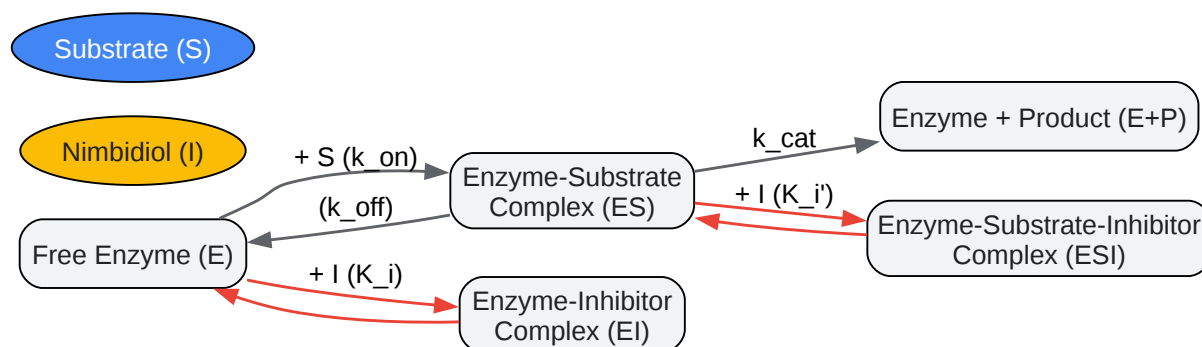 Substrate (S)
Nimbidiol (I)
Free Enzyme (E)
+ S (k_on)
(k_off)
+ I (K_i)
Enzyme-Substrate
Complex (ES)
Enzyme-Inhibitor
Complex (EI)
k_cat
+ I (K_i')
Enzyme + Product (E+P)
Enzyme-Substrate-Inhibitor
Complex (ESI)